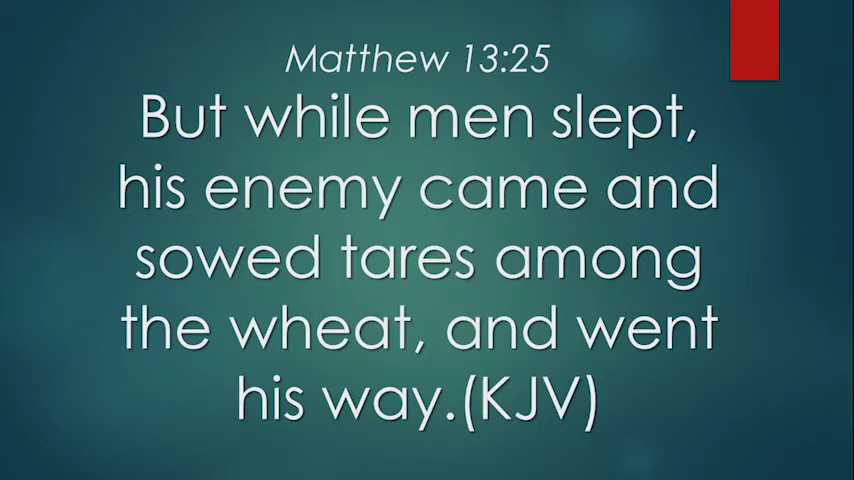 Matthew 13:25
But while men slept,
his enemy came and
sowed tares among
the wheat, and went
his way.(KJV)